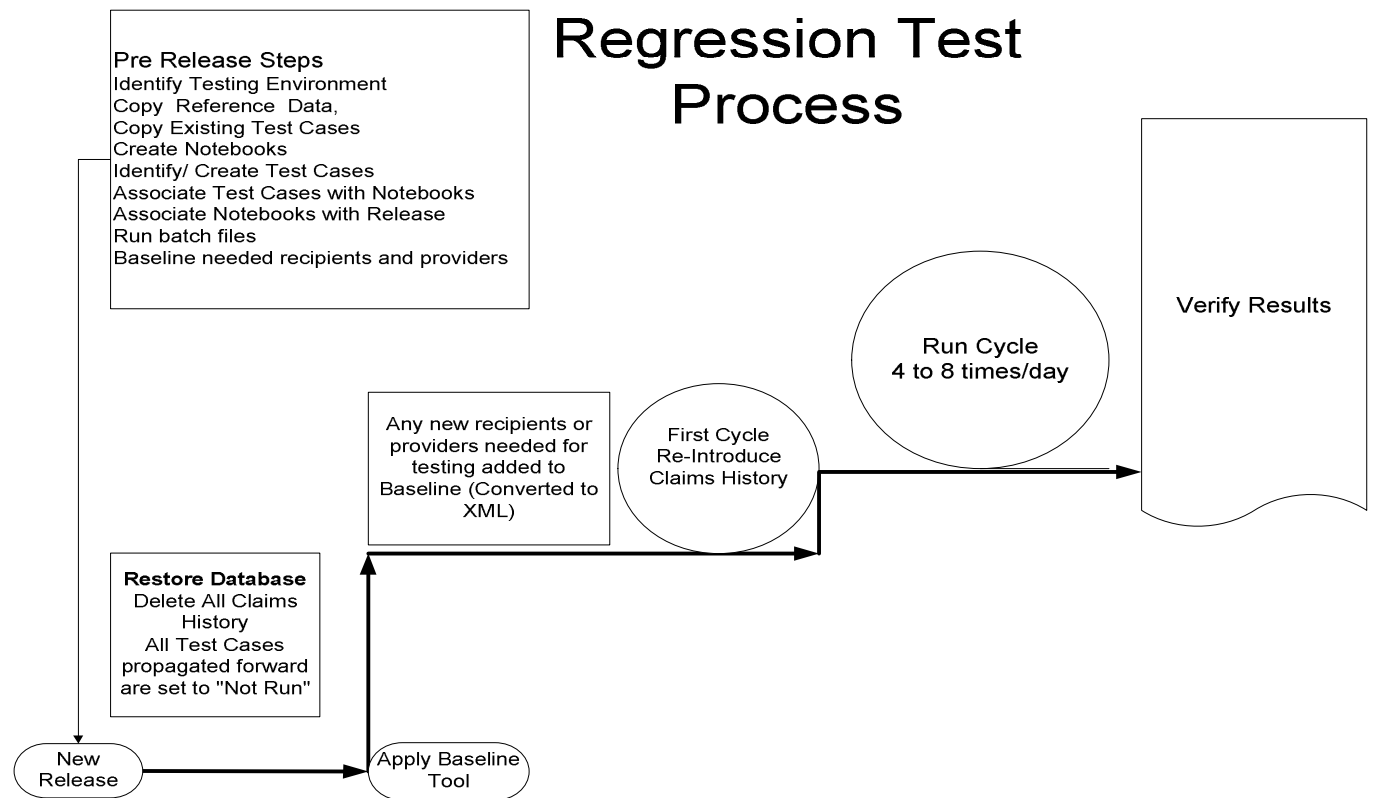 Regression Test
Process
Pre Release Steps
Identify Testing Environment
Copy Reference Data,
Copy Existing Test Cases
Create Notebooks
Identify/ Create Test Cases
Associate Test Cases with Notebooks
Associate Notebooks with Release
Run batch files
Baseline needed recipients and providers
Verify Results
Run Cycle
4 to 8 times/day
Any new recipients or
providers needed for
testing added to
Baseline (Converted to
XML)
First Cycle
Re-Introduce
Claims History
Restore Database
Delete All Claims
History
All Test Cases
propagated forward
are set to "Not Run"
New
Release
Apply Baseline
Tool